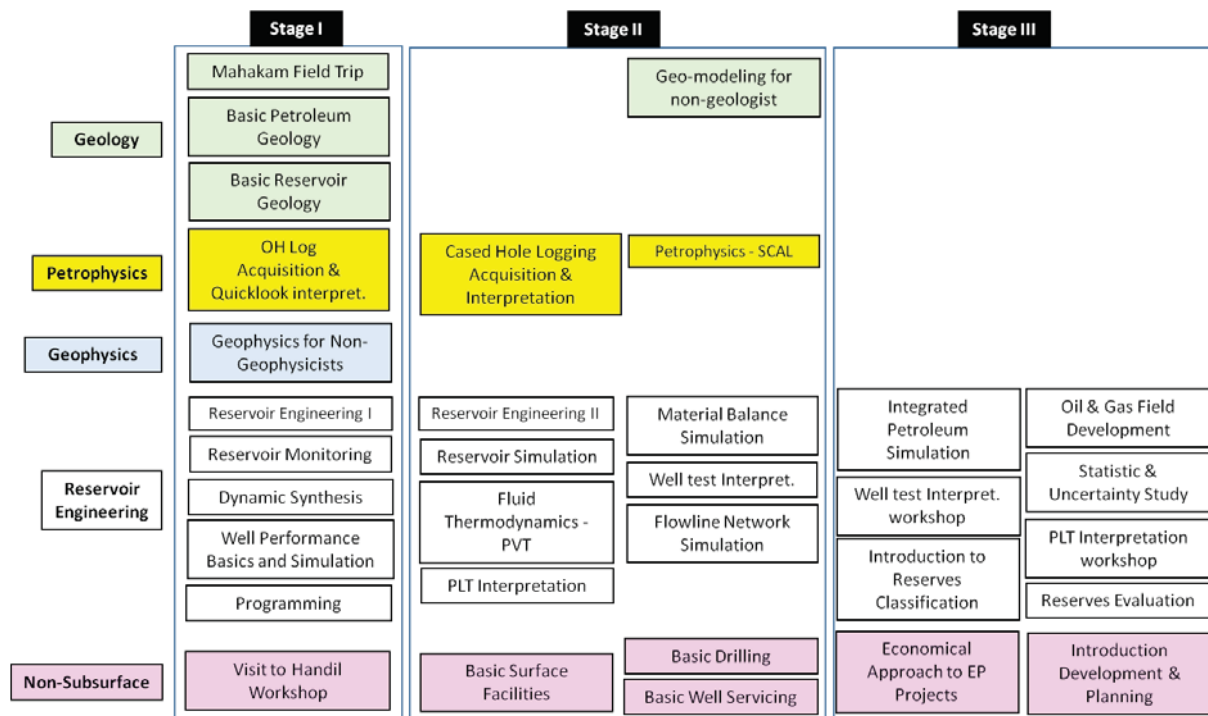 Stage I
Stage II
Stage III
Geology
Mahakam Field Trip
Basic Petroleum
Geology
Basic Reservoir
Geology
Geo-modeling for
non-geologist
Petrophysics
OH Log
Acquisition &
Quicklook interpret.
Cased Hole Logging
Acquisition &
Interpretation
Petrophysics - SCAL
Geophysics
Geophysics for Non-
Geophysicists
Reservoir
Engineering
Reservoir Engineering I
Reservoir Monitoring
Dynamic Synthesis
Well Performance
Basics and Simulation
Programming
Reservoir Engineering II
Reservoir Simulation
Fluid
Thermodynamics -
PVT
PLT Interpretation
Material Balance
Simulation
Well test Interpret.
Flowline Network
Simulation
Integrated
Petroleum
Simulation
Well test Interpret.
workshop
Introduction to
Reserves
Classification
Oil & Gas Field
Development
Statistic &
Uncertainty Study
PLT Interpretation
workshop
Reserves Evaluation
Non-Subsurface
Visit to Handil
Workshop
Basic Surface
Facilities
Basic Drilling
Basic Well Servicing
Economical
Approach to EP
Projects
Introduction
Development &
Planning